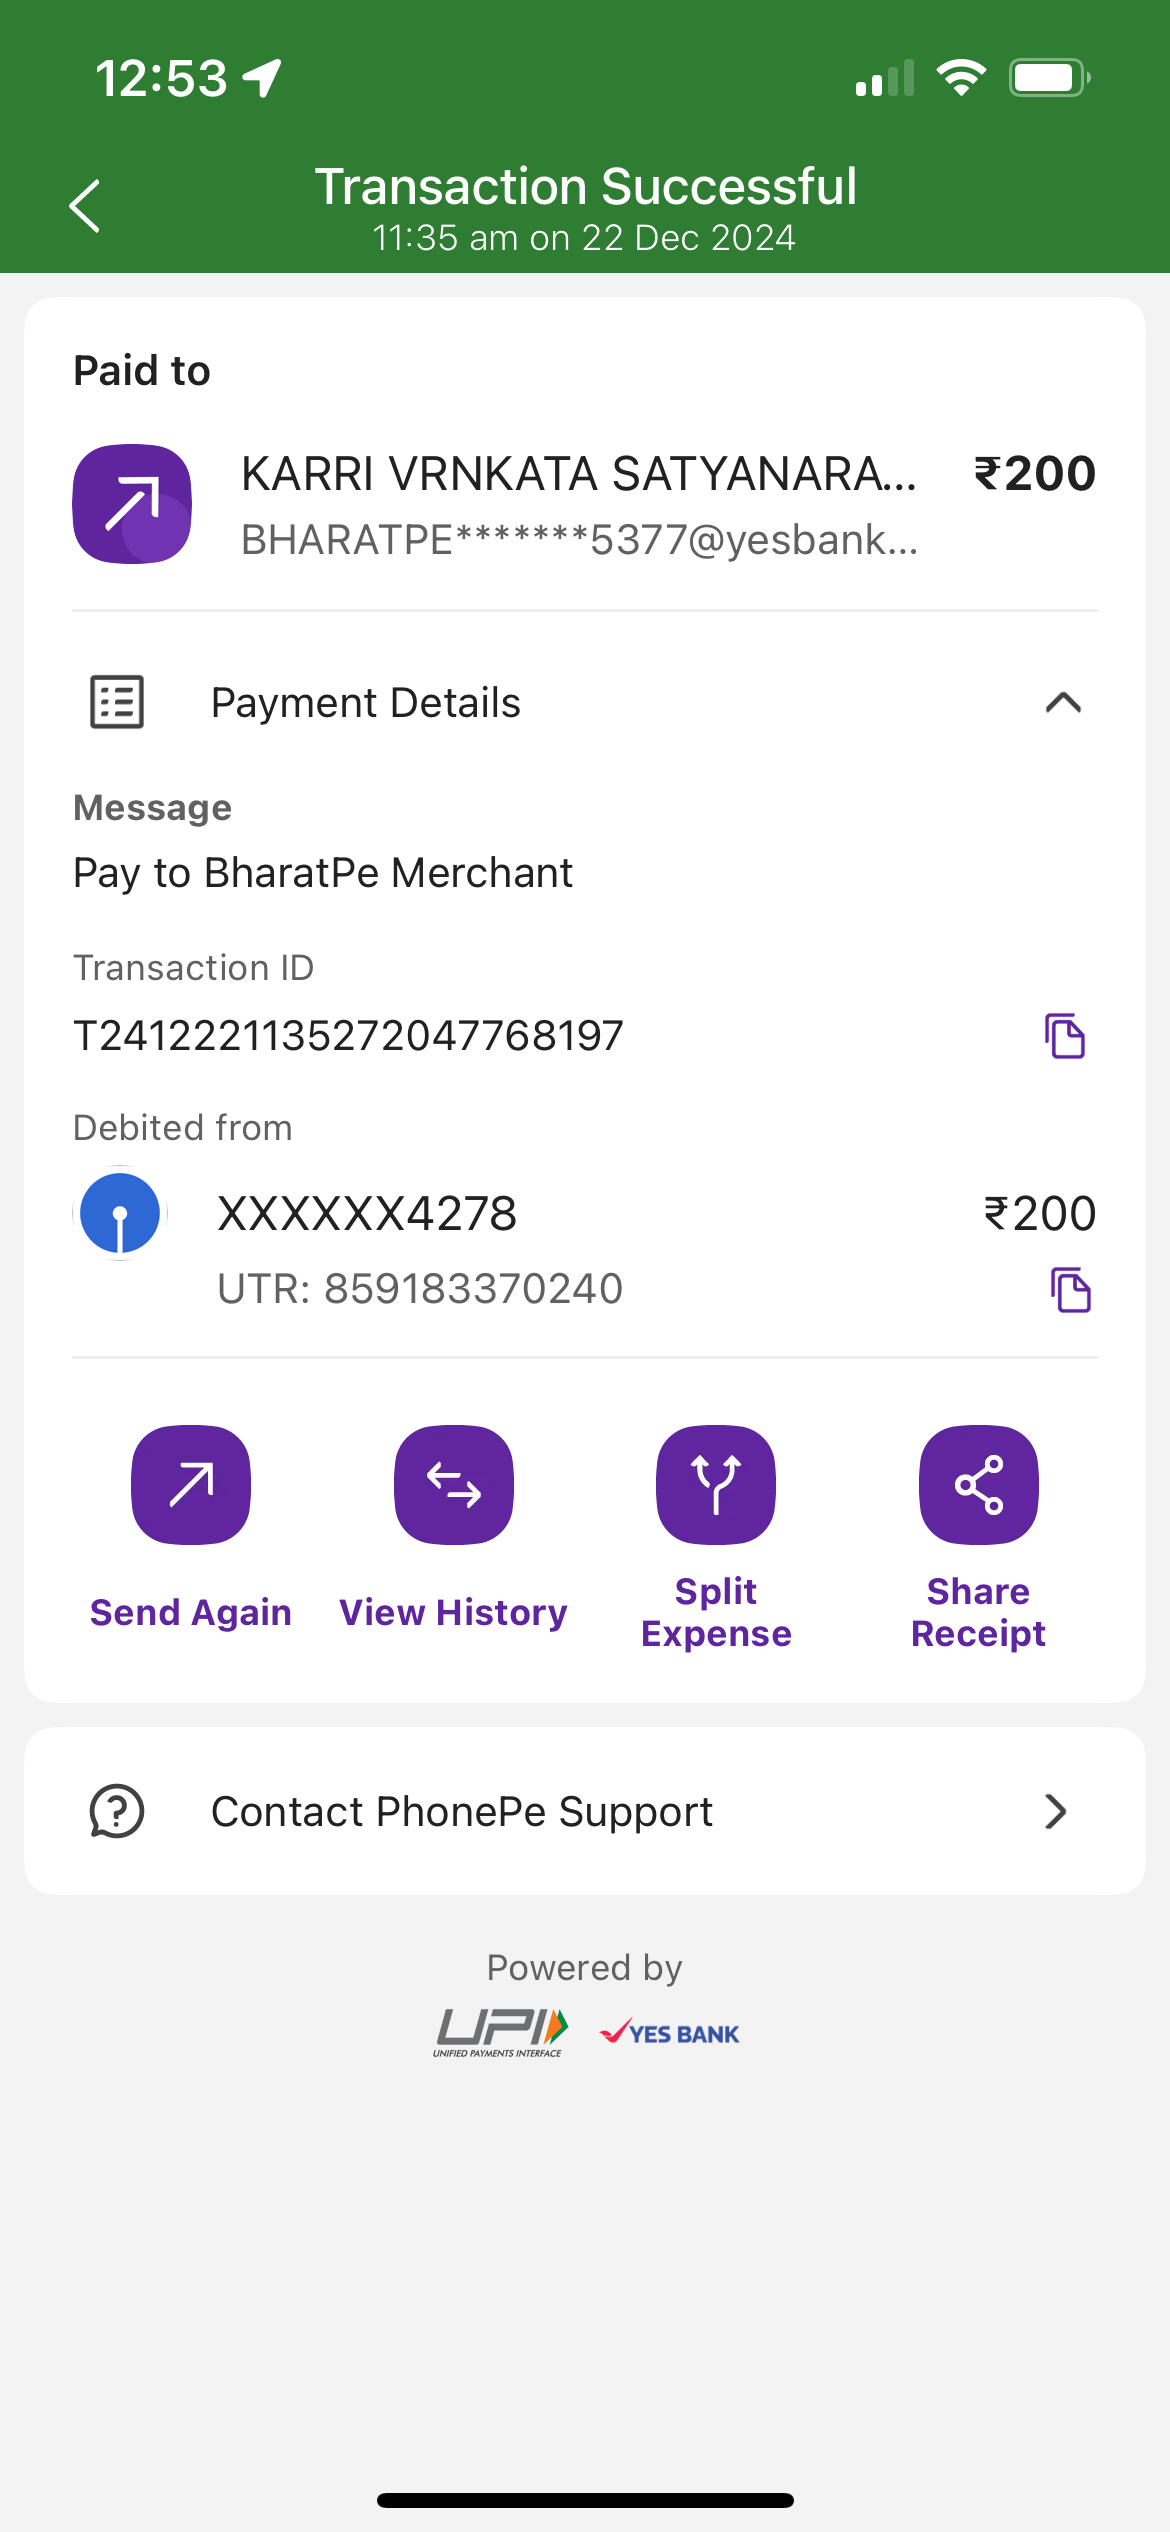 12:53
Transaction Successful
11:35 am on 22 Dec 2024
Paid to
KARRI VRNKATA SATYANARA... ₹200
BHARATPE*******5377@yesbank...
Payment Details
Message
Pay to BharatPe Merchant
Transaction ID
T2412221135272047768197
Debited from
XXXXXX4278 ₹200
UTR: 859183370240
Send Again
View History
Split
Expense
Share
Receipt
Contact PhonePe Support
Powered by
UPI
UNIFIED PAYMENTS INTERFACE
YES BANK